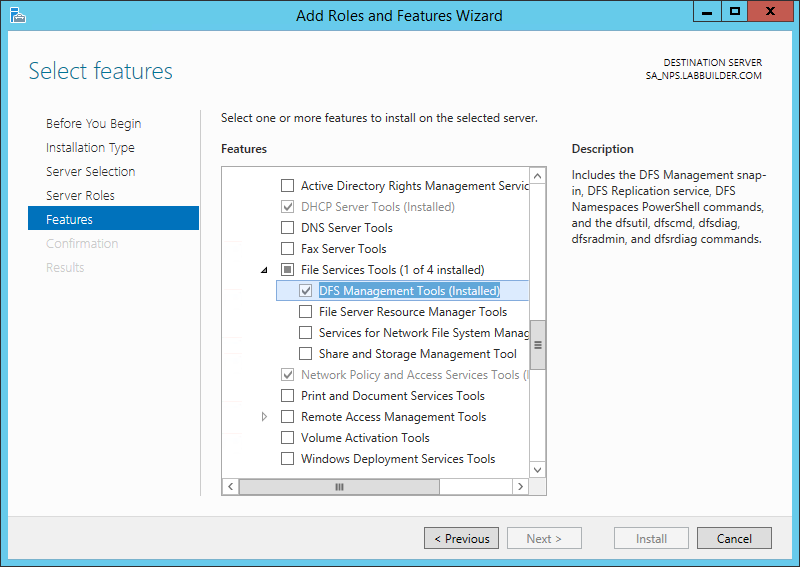 Add Roles and Features Wizard
Select features
DESTINATION SERVER
SA_NPS.LABBUILDER.COM
Before You Begin
Installation Type
Server Selection
Server Roles
Features
Confirmation
Results
Select one or more features to install on the selected server.
Features
Active Directory Rights Management Servic
DHCP Server Tools (Installed)
DNS Server Tools
Fax Server Tools
File Services Tools (1 of 4 installed)
DFS Management Tools (Installed)
File Server Resource Manager Tools
Services for Network File System Manag
Share and Storage Management Tool
Network Policy and Access Services Tools (I
Print and Document Services Tools
Remote Access Management Tools
Volume Activation Tools
Windows Deployment Services Tools
Description
Includes the DFS Management snap-
in, DFS Replication service, DFS
Namespaces PowerShell commands,
and the dfsutil, dfscmd, dfsdiag,
dfsradmin, and dfsrdiag commands.
< Previous
Next >
Install
Cancel